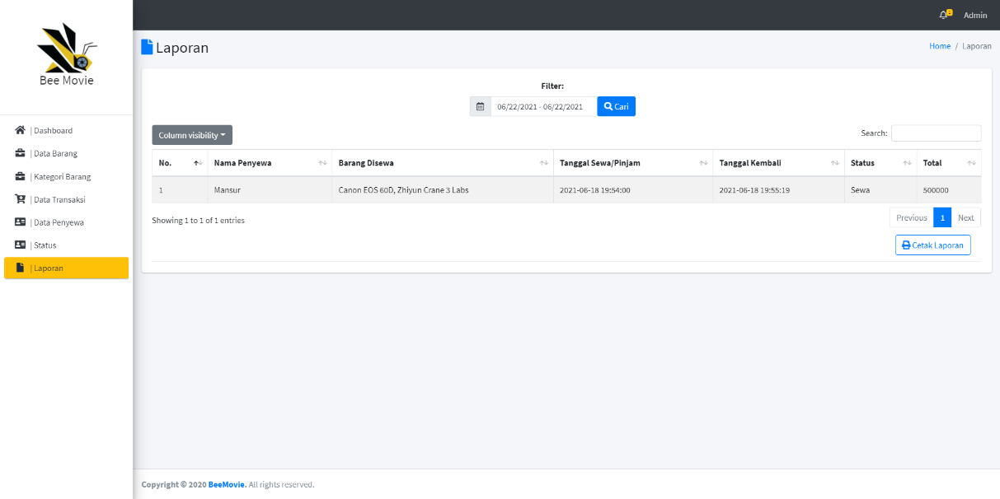 Admin
Bee Movie
Laporan
Home / Laporan
Filter:
06/22/2021 - 06/22/2021 Cari
| Dashboard
| Data Barang
| Kategori Barang
| Data Transaksi
| Data Penyewa
| Status
| Laporan
Column visibility
Search:
No. Nama Penyewa Barang Disewa Tanggal Sewa/Pinjam Tanggal Kembali Status Total
1 Mansur Canon EOS 60D, Zhiyun Crane 3 Labs 2021-06-18 19:54:00 2021-06-18 19:55:19 Sewa 500000
Showing 1 to 1 of 1 entries
Previous 1 Next
Cetak Laporan
Copyright © 2020 BeeMovie. All rights reserved.